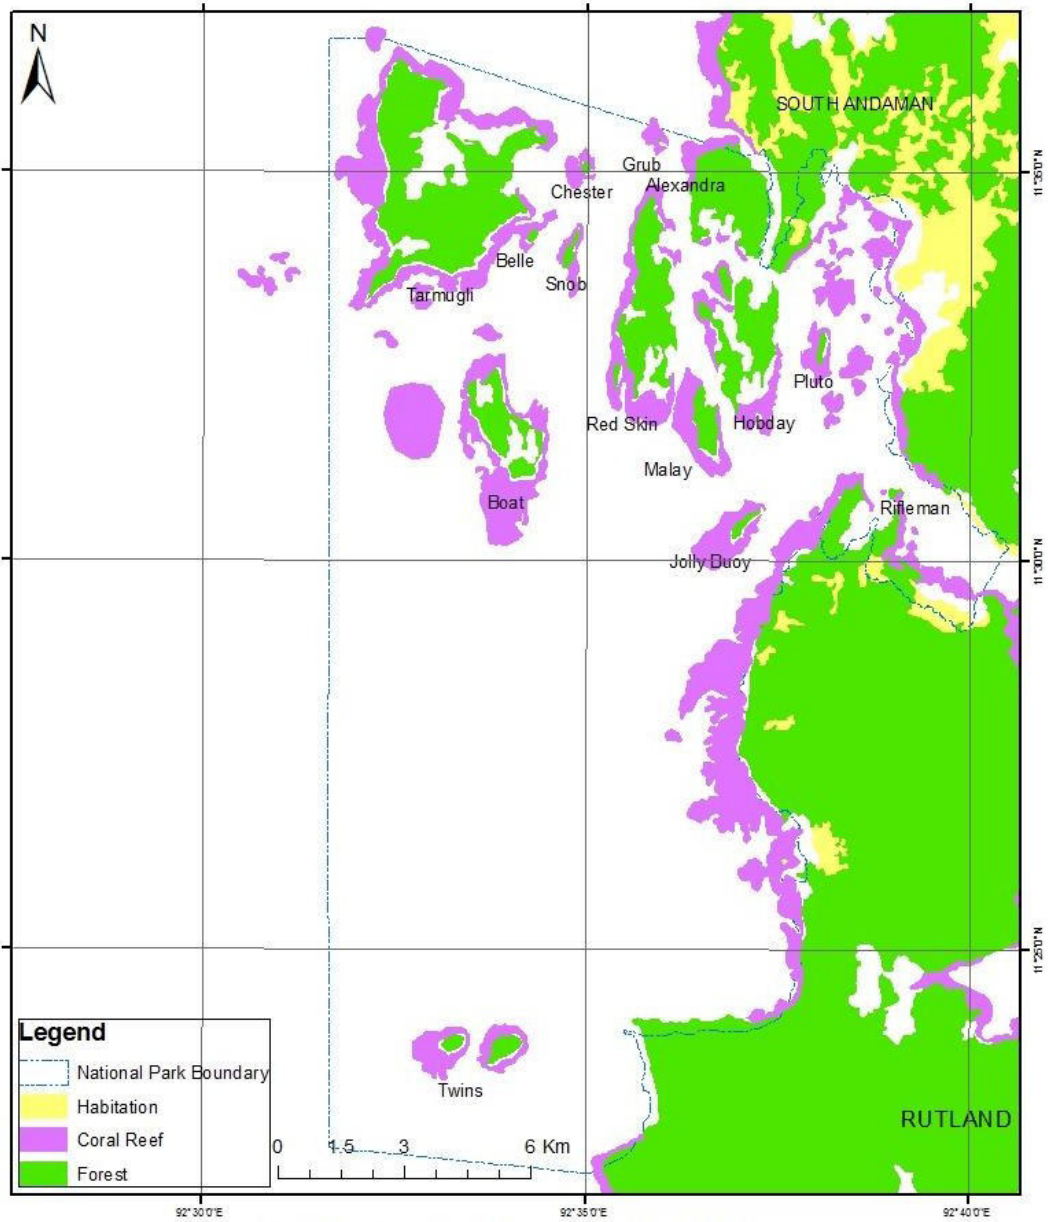 N
SOUTH ANDAMAN
Grub
Chester
Alexandra
Belle
Snob
Tarmugli
Pluto
Red Skin
Hobday
Malay
Boat
Rifleman
Jolly Buoy
Twins
RUTLAND
Legend
National Park Boundary
Habitation
Coral Reef
Forest
0 1.5 3 6 Km
11°35'0"N
11°30'0"N
11°25'0"N
92°30'0"E
92°35'0"E
92°40'0"E